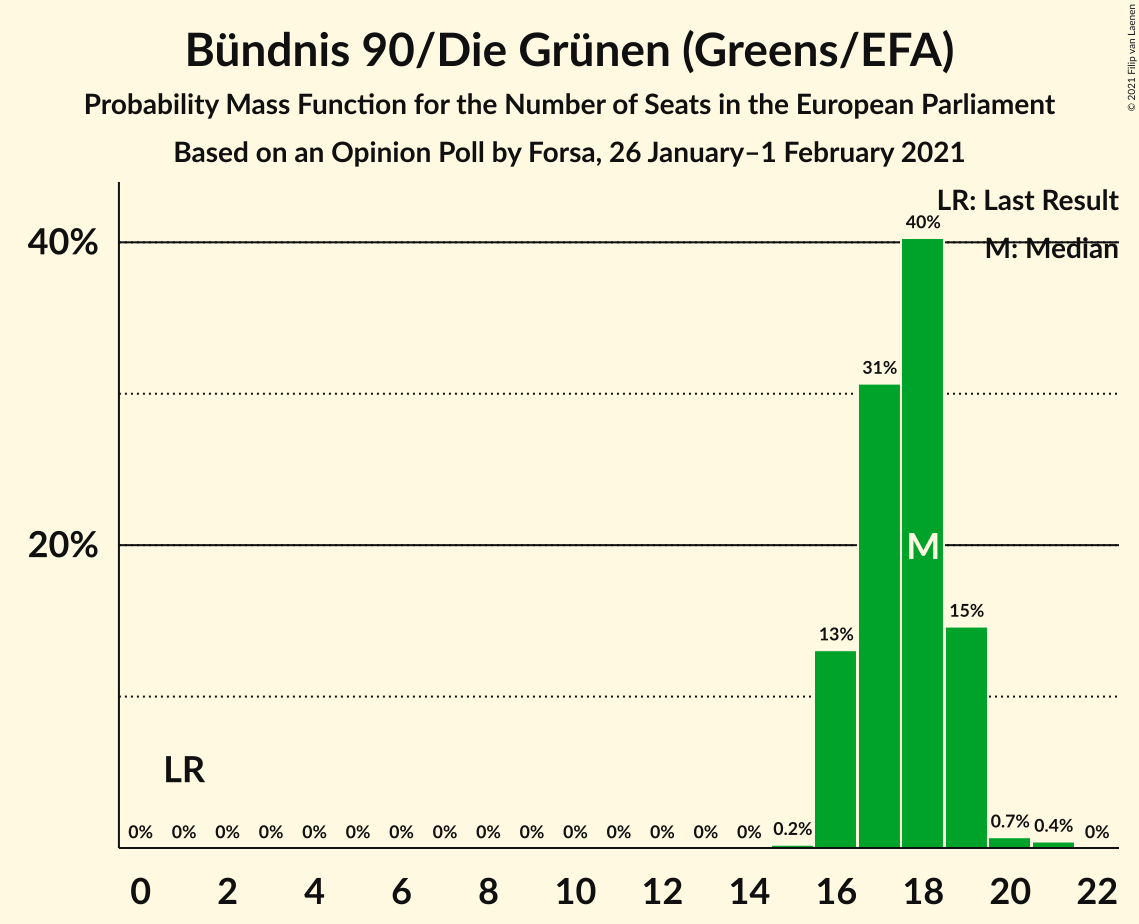 Bündnis 90/Die Grünen (Greens/EFA)
Probability Mass Function for the Number of Seats in the European Parliament
Based on an Opinion Poll by Forsa, 26 January–1 February 2021
© 2021 Filip van Laenen
LR: Last Result
M: Median
40%
20%
40%
31%
M
15%
13%
LR
0% 0% 0% 0% 0% 0% 0% 0% 0% 0% 0% 0% 0% 0% 0% 0.2% 0.7% 0.4% 0%
0 2 4 6 8 10 12 14 16 18 20 22